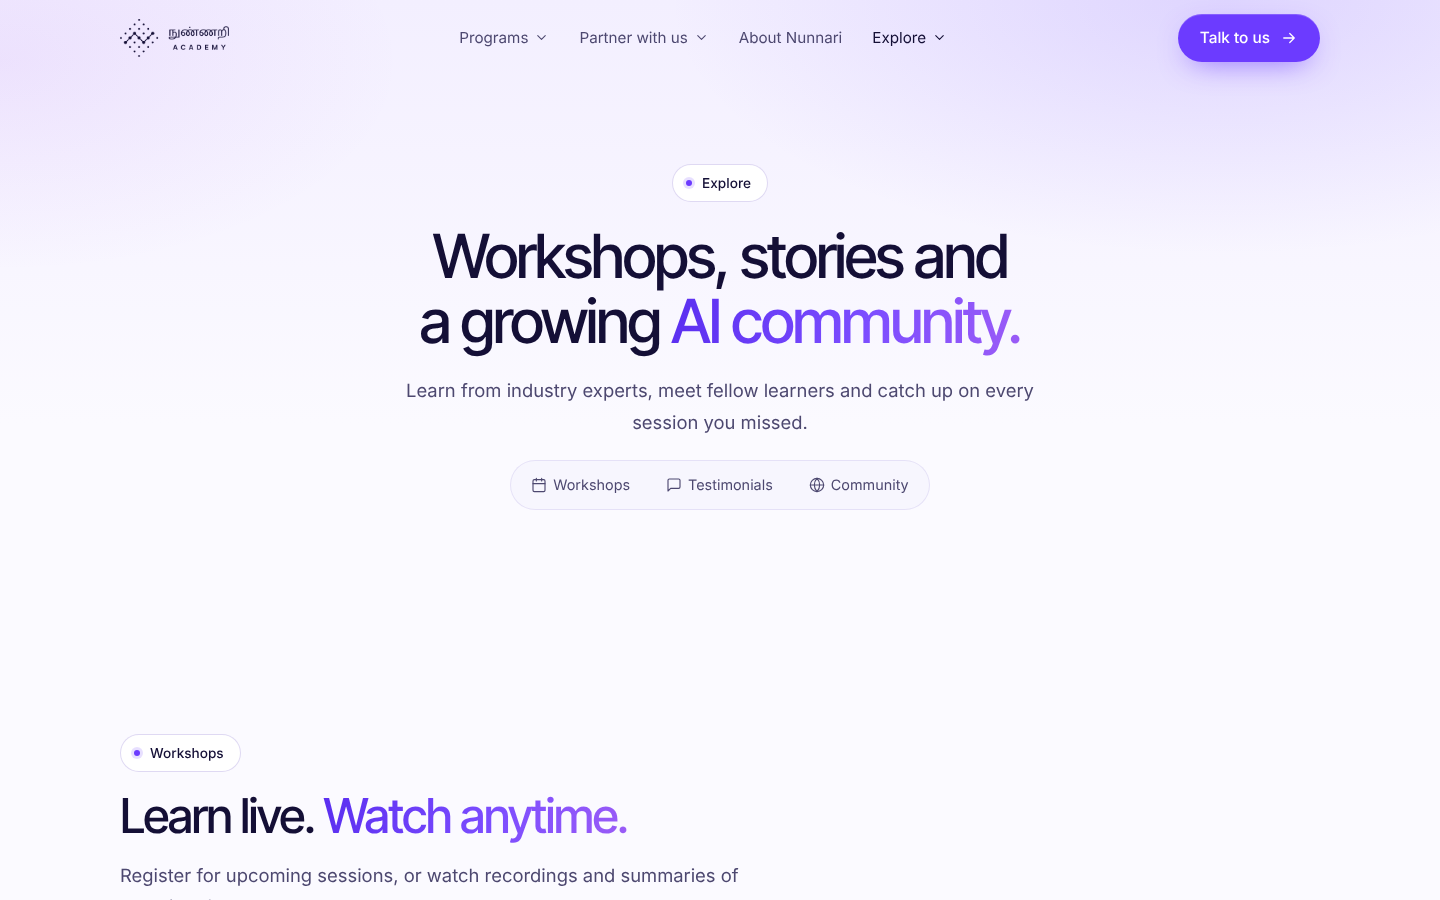 நுண்ணறி
ACADEMY
Programs
Partner with us
About Nunnari
Explore
Talk to us
Explore
Workshops, stories and
a growing AI community.
Learn from industry experts, meet fellow learners and catch up on every
session you missed.
Workshops
Testimonials
Community
Workshops
Learn live. Watch anytime.
Register for upcoming sessions, or watch recordings and summaries of